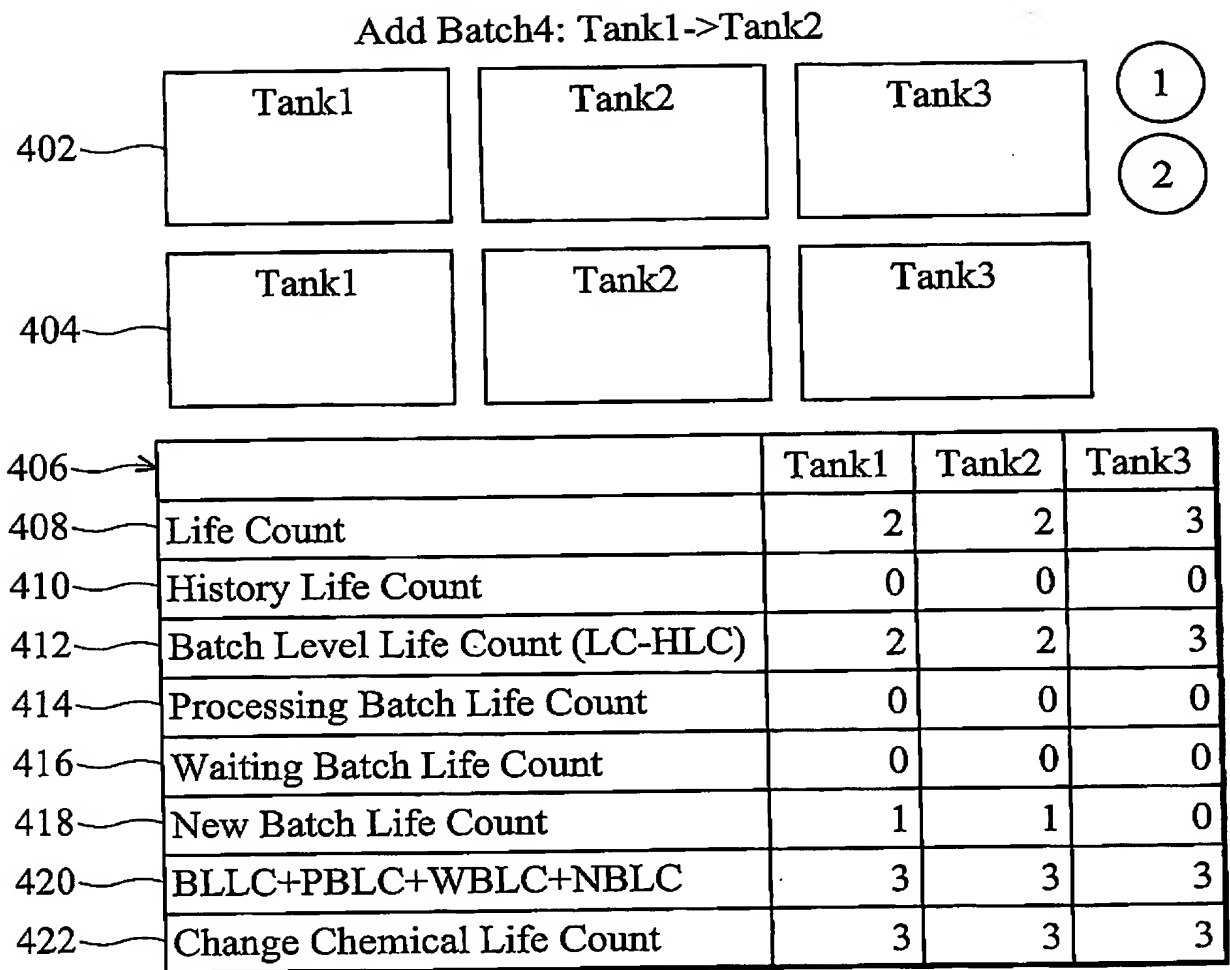 Add Batch4: Tank1->Tank2
Tank1 Tank2 Tank3 1
402
2
Tank1 Tank2 Tank3
404
406 Tank1 Tank2 Tank3
408 Life Count 2 2 3
410 History Life Count 0 0 0
412 Batch Level Life Count (LC-HLC) 2 2 3
414 Processing Batch Life Count 0 0 0
416 Waiting Batch Life Count 0 0 0
418 New Batch Life Count 1 1 0
420 BLLC+PBLC+WBLC+NBLC 3 3 3
422 Change Chemical Life Count 3 3 3